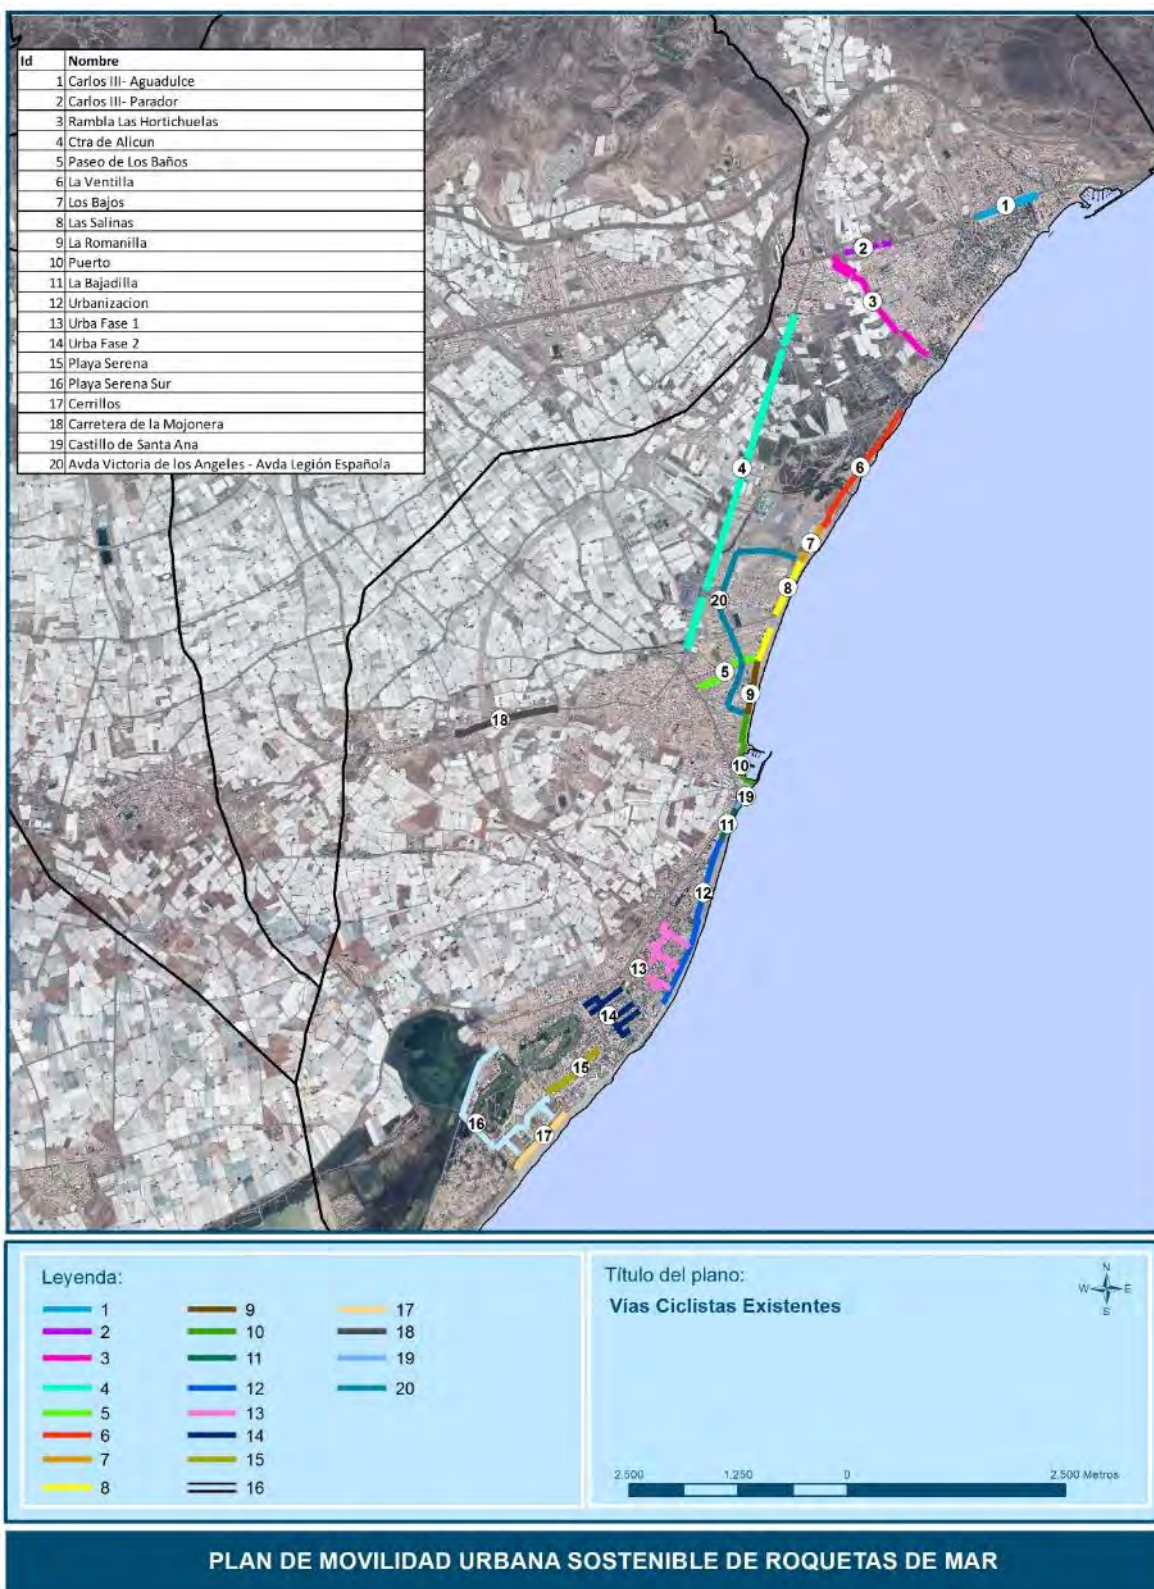 Id Nombre
1 Carlos III- Aguadulce
2 Carlos III- Parador
3 Rambla Las Hortichuelas
4 Ctra de Alicun
5 Paseo de Los Baños
6 La Ventilla
7 Los Bajos
8 Las Salinas
9 La Romanilla
10 Puerto
11 La Bajadilla
12 Urbanizacion
13 Urba Fase 1
14 Urba Fase 2
15 Playa Serena
16 Playa Serena Sur
17 Cerrillos
18 Carretera de la Mojonera
19 Castillo de Santa Ana
20 Avda Victoria de los Angeles - Avda Legión Española
1
2
3
4
6
7
8
20
5
9
18
10
19
11
12
13
14
15
16
17
Leyenda:
1
2
3
4
5
6
7
8
9
10
11
12
13
14
15
16
17
18
19
20
Título del plano:
Vías Ciclistas Existentes
N
W E
S
2.500 1.250 0 2.500 Metros
PLAN DE MOVILIDAD URBANA SOSTENIBLE DE ROQUETAS DE MAR